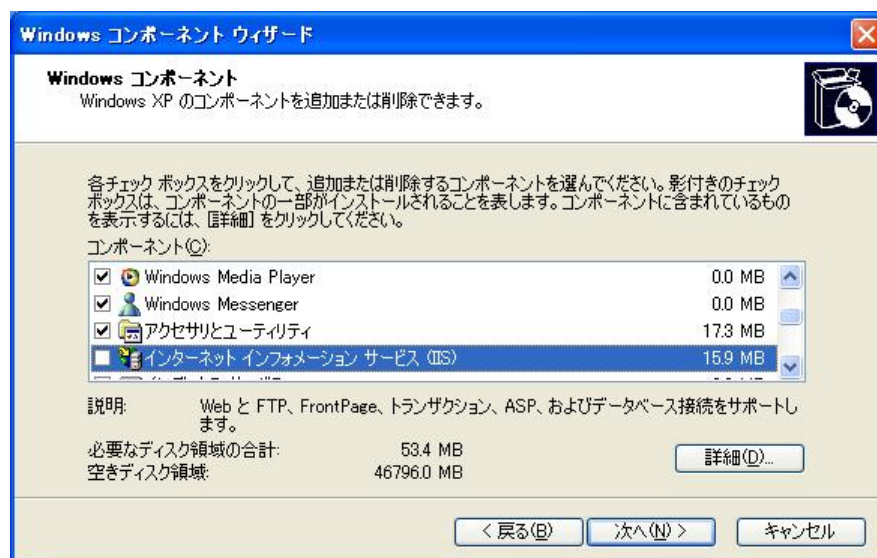 Windows コンポーネント ウィザード
Windows コンポーネント
Windows XP のコンポーネントを追加または削除できます。
各チェック ボックスをクリックして、追加または削除するコンポーネントを選んでください。影付きのチェック
ボックスは、コンポーネントの一部がインストールされることを表します。コンポーネントに含まれているもの
を表示するには、[詳細] をクリックしてください。
コンポーネント(C):
Windows Media Player 0.0 MB
Windows Messenger 0.0 MB
アクセサリとユーティリティ 17.3 MB
インターネット インフォメーション サービス (IIS) 15.9 MB
説明: Web と FTP、FrontPage、トランザクション、ASP、およびデータベース接続をサポートし
ます。
必要なディスク領域の合計: 53.4 MB
空きディスク領域: 46796.0 MB
詳細(D)...
< 戻る(B) 次へ(N) > キャンセル